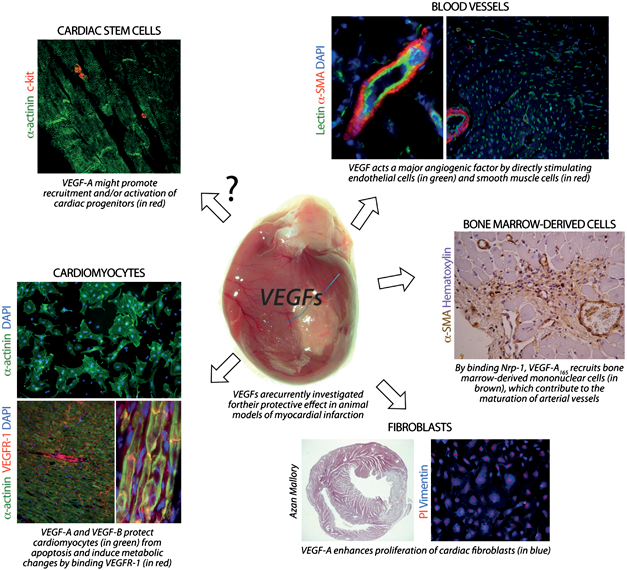 CARDIAC STEM CELLS
α-actinin c-kit
VEGF-A might promote
recruitment and/or activation of
cardiac progenitors (in red)
BLOOD VESSELS
Lectin α-SMA DAPI
VEGF acts a major angiogenic factor by directly stimulating
endothelial cells (in green) and smooth muscle cells (in red)
?
VEGFs
VEGFs arecurrently investigated
fortheir protective effect in animal
models of myocardial infarction
BONE MARROW-DERIVED CELLS
α-SMA Hematoxylin
By binding Nrp-1, VEGF-A165 recruits bone
marrow-derived mononuclear cells (in
brown), which contribute to the
maturation of arterial vessels
CARDIOMYOCYTES
α-actinin DAPI
α-actinin VEGFR-1 DAPI
VEGF-A and VEGF-B protect
cardiomyocytes (in green) from
apoptosis and induce metabolic
changes by binding VEGFR-1 (in red)
FIBROBLASTS
Azan Mallory
PI Vimentin
VEGF-A enhances proliferation of cardiac fibroblasts (in blue)